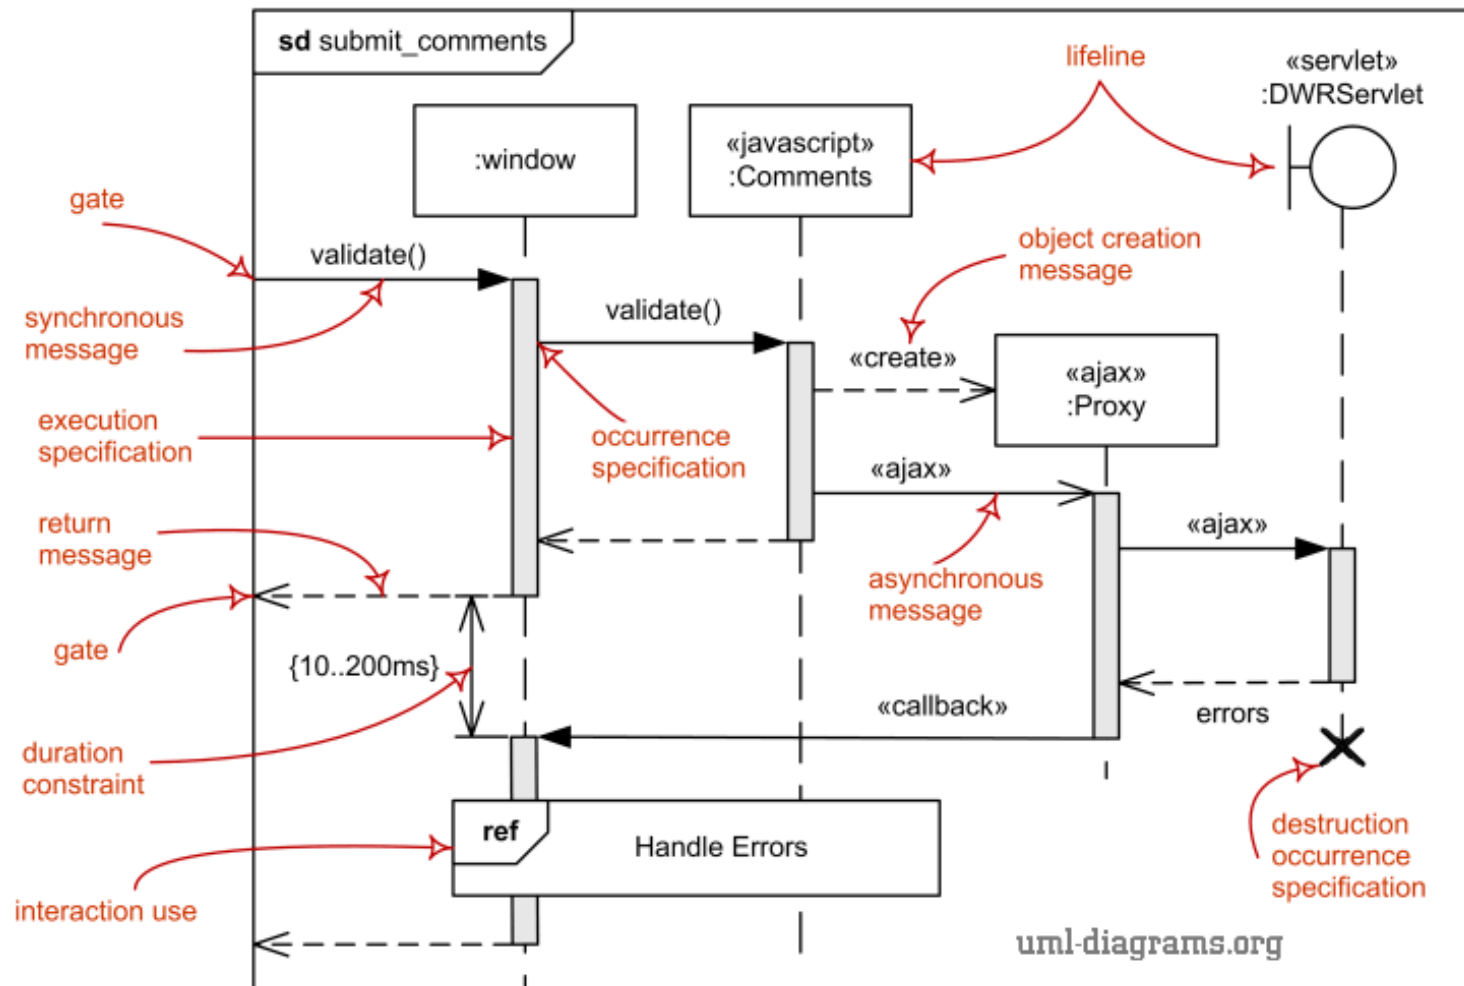 sd submit_comments
lifeline
«servlet»
:DWRServlet
:window
«javascript»
:Comments
gate
validate()
object creation
message
synchronous
message
validate()
«create»
«ajax»
:Proxy
execution
specification
occurrence
specification
«ajax»
return
message
«ajax»
asynchronous
message
gate
{10..200ms}
«callback»
errors
duration
constraint
ref
Handle Errors
destruction
occurrence
specification
interaction use
uml-diagrams.org